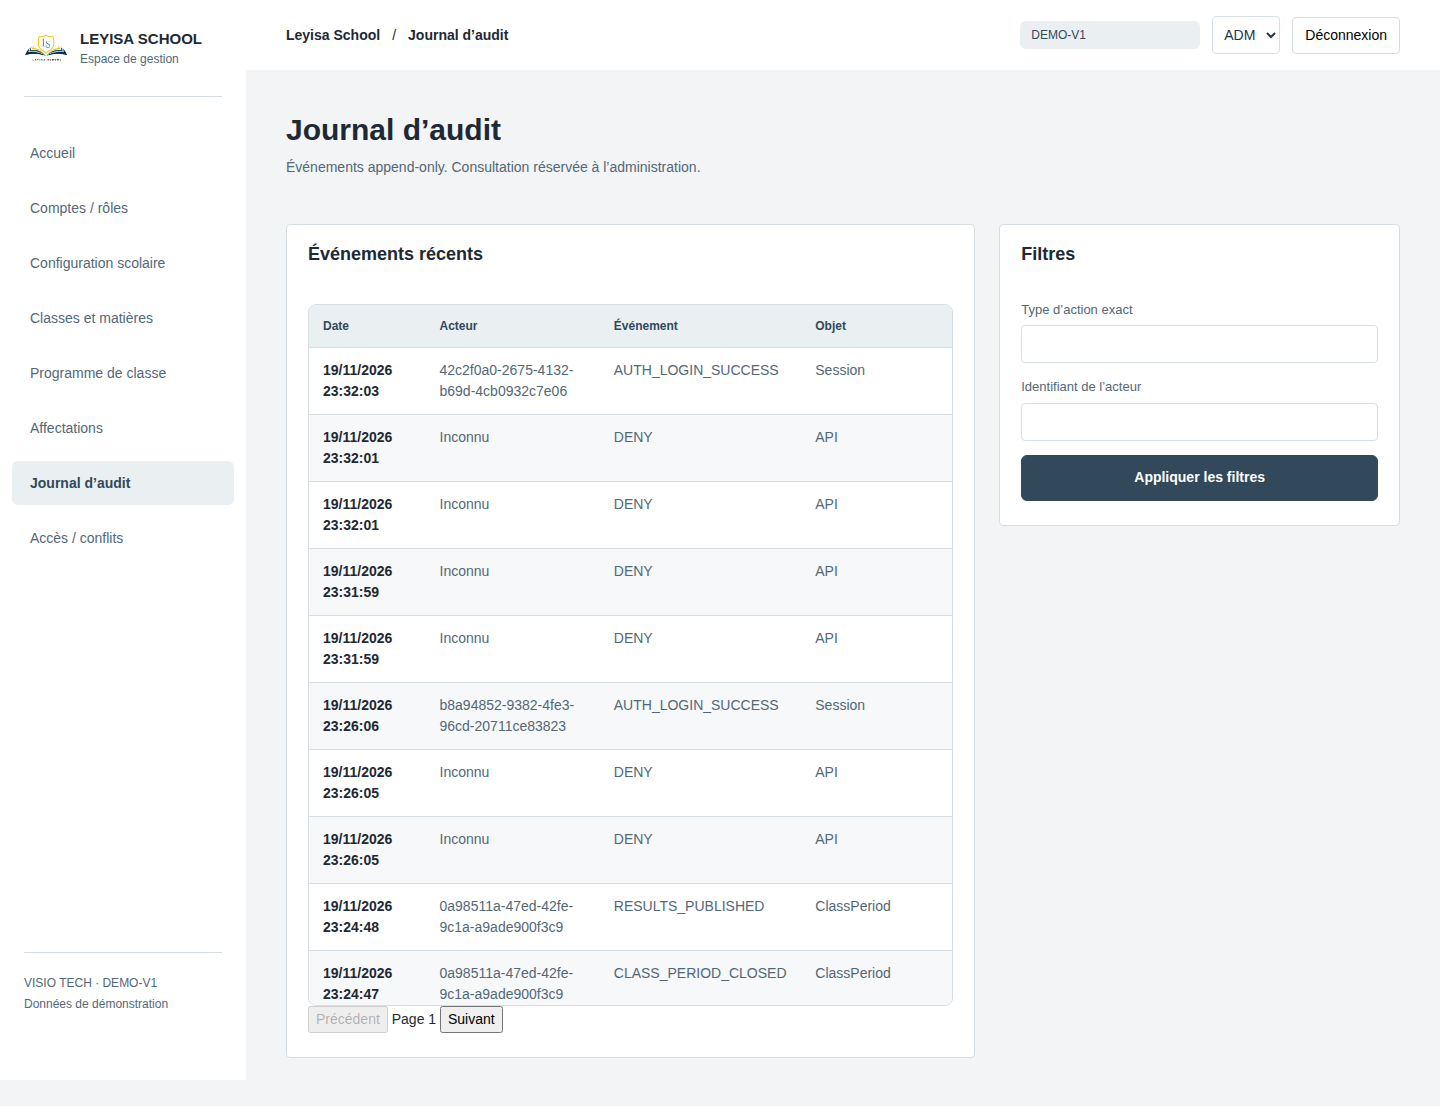 LEYISA SCHOOL
Espace de gestion
Accueil
Comptes / rôles
Configuration scolaire
Classes et matières
Programme de classe
Affectations
Journal d’audit
Accès / conflits
VISIO TECH · DEMO-V1
Données de démonstration
Leyisa School / Journal d’audit
DEMO-V1
ADM
Déconnexion
Journal d’audit
Événements append-only. Consultation réservée à l’administration.
Événements récents
Date Acteur Événement Objet
19/11/2026 42c2f0a0-2675-4132- AUTH_LOGIN_SUCCESS Session
23:32:03 b69d-4cb0932c7e06
19/11/2026 Inconnu DENY API
23:32:01
19/11/2026 Inconnu DENY API
23:32:01
19/11/2026 Inconnu DENY API
23:31:59
19/11/2026 Inconnu DENY API
23:31:59
19/11/2026 b8a94852-9382-4fe3- AUTH_LOGIN_SUCCESS Session
23:26:06 96cd-20711ce83823
19/11/2026 Inconnu DENY API
23:26:05
19/11/2026 Inconnu DENY API
23:26:05
19/11/2026 0a98511a-47ed-42fe- RESULTS_PUBLISHED ClassPeriod
23:24:48 9c1a-a9ade900f3c9
19/11/2026 0a98511a-47ed-42fe- CLASS_PERIOD_CLOSED ClassPeriod
23:24:47 9c1a-a9ade900f3c9
Précédent Page 1 Suivant
Filtres
Type d’action exact
Identifiant de l’acteur
Appliquer les filtres